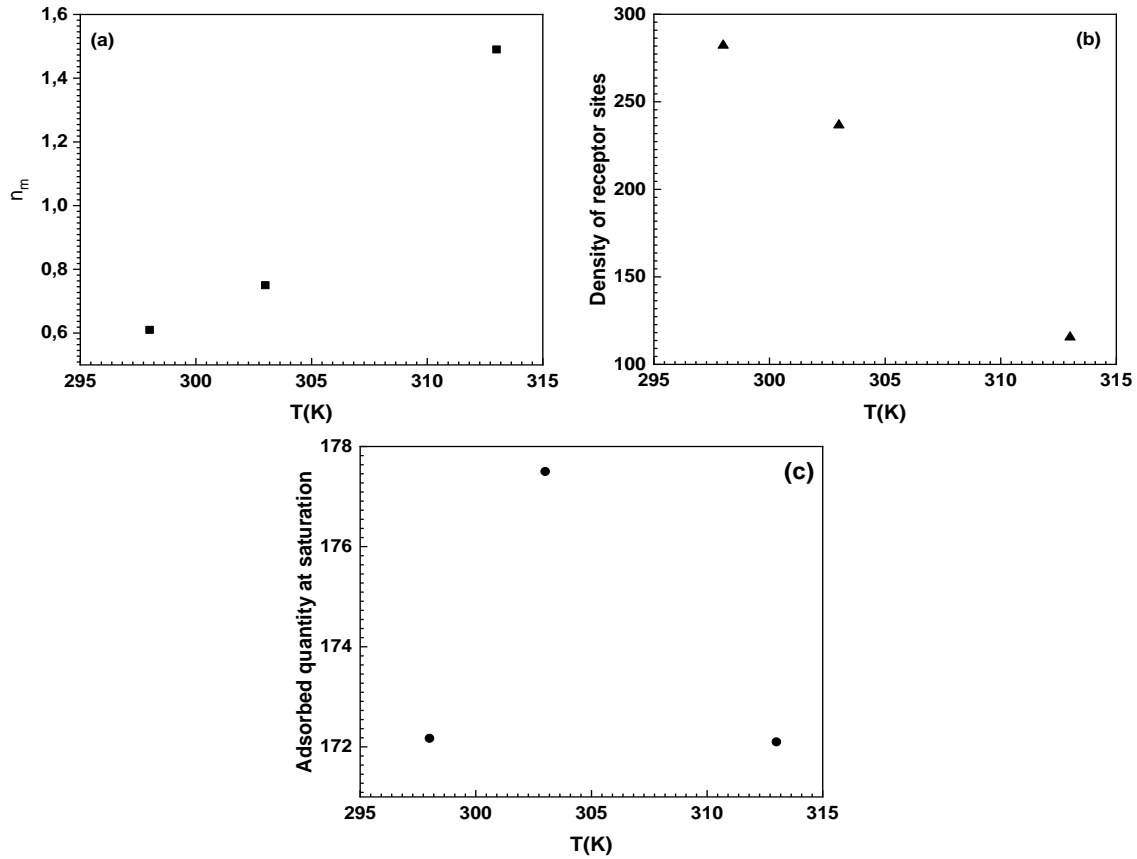 (a)
1,6
1,4
1,2
1,0
0,8
0,6
n_m
295 300 305 310 315
T(K)
(b)
300
250
200
150
100
Density of receptor sites
295 300 305 310 315
T(K)
(c)
178
176
174
172
Adsorbed quantity at saturation
295 300 305 310 315
T(K)